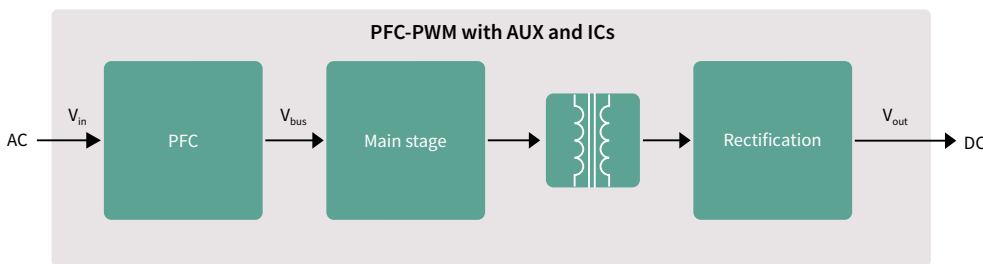 PFC-PWM with AUX and ICs
AC
Vin
PFC
Vbus
Main stage
Rectification
Vout
DC